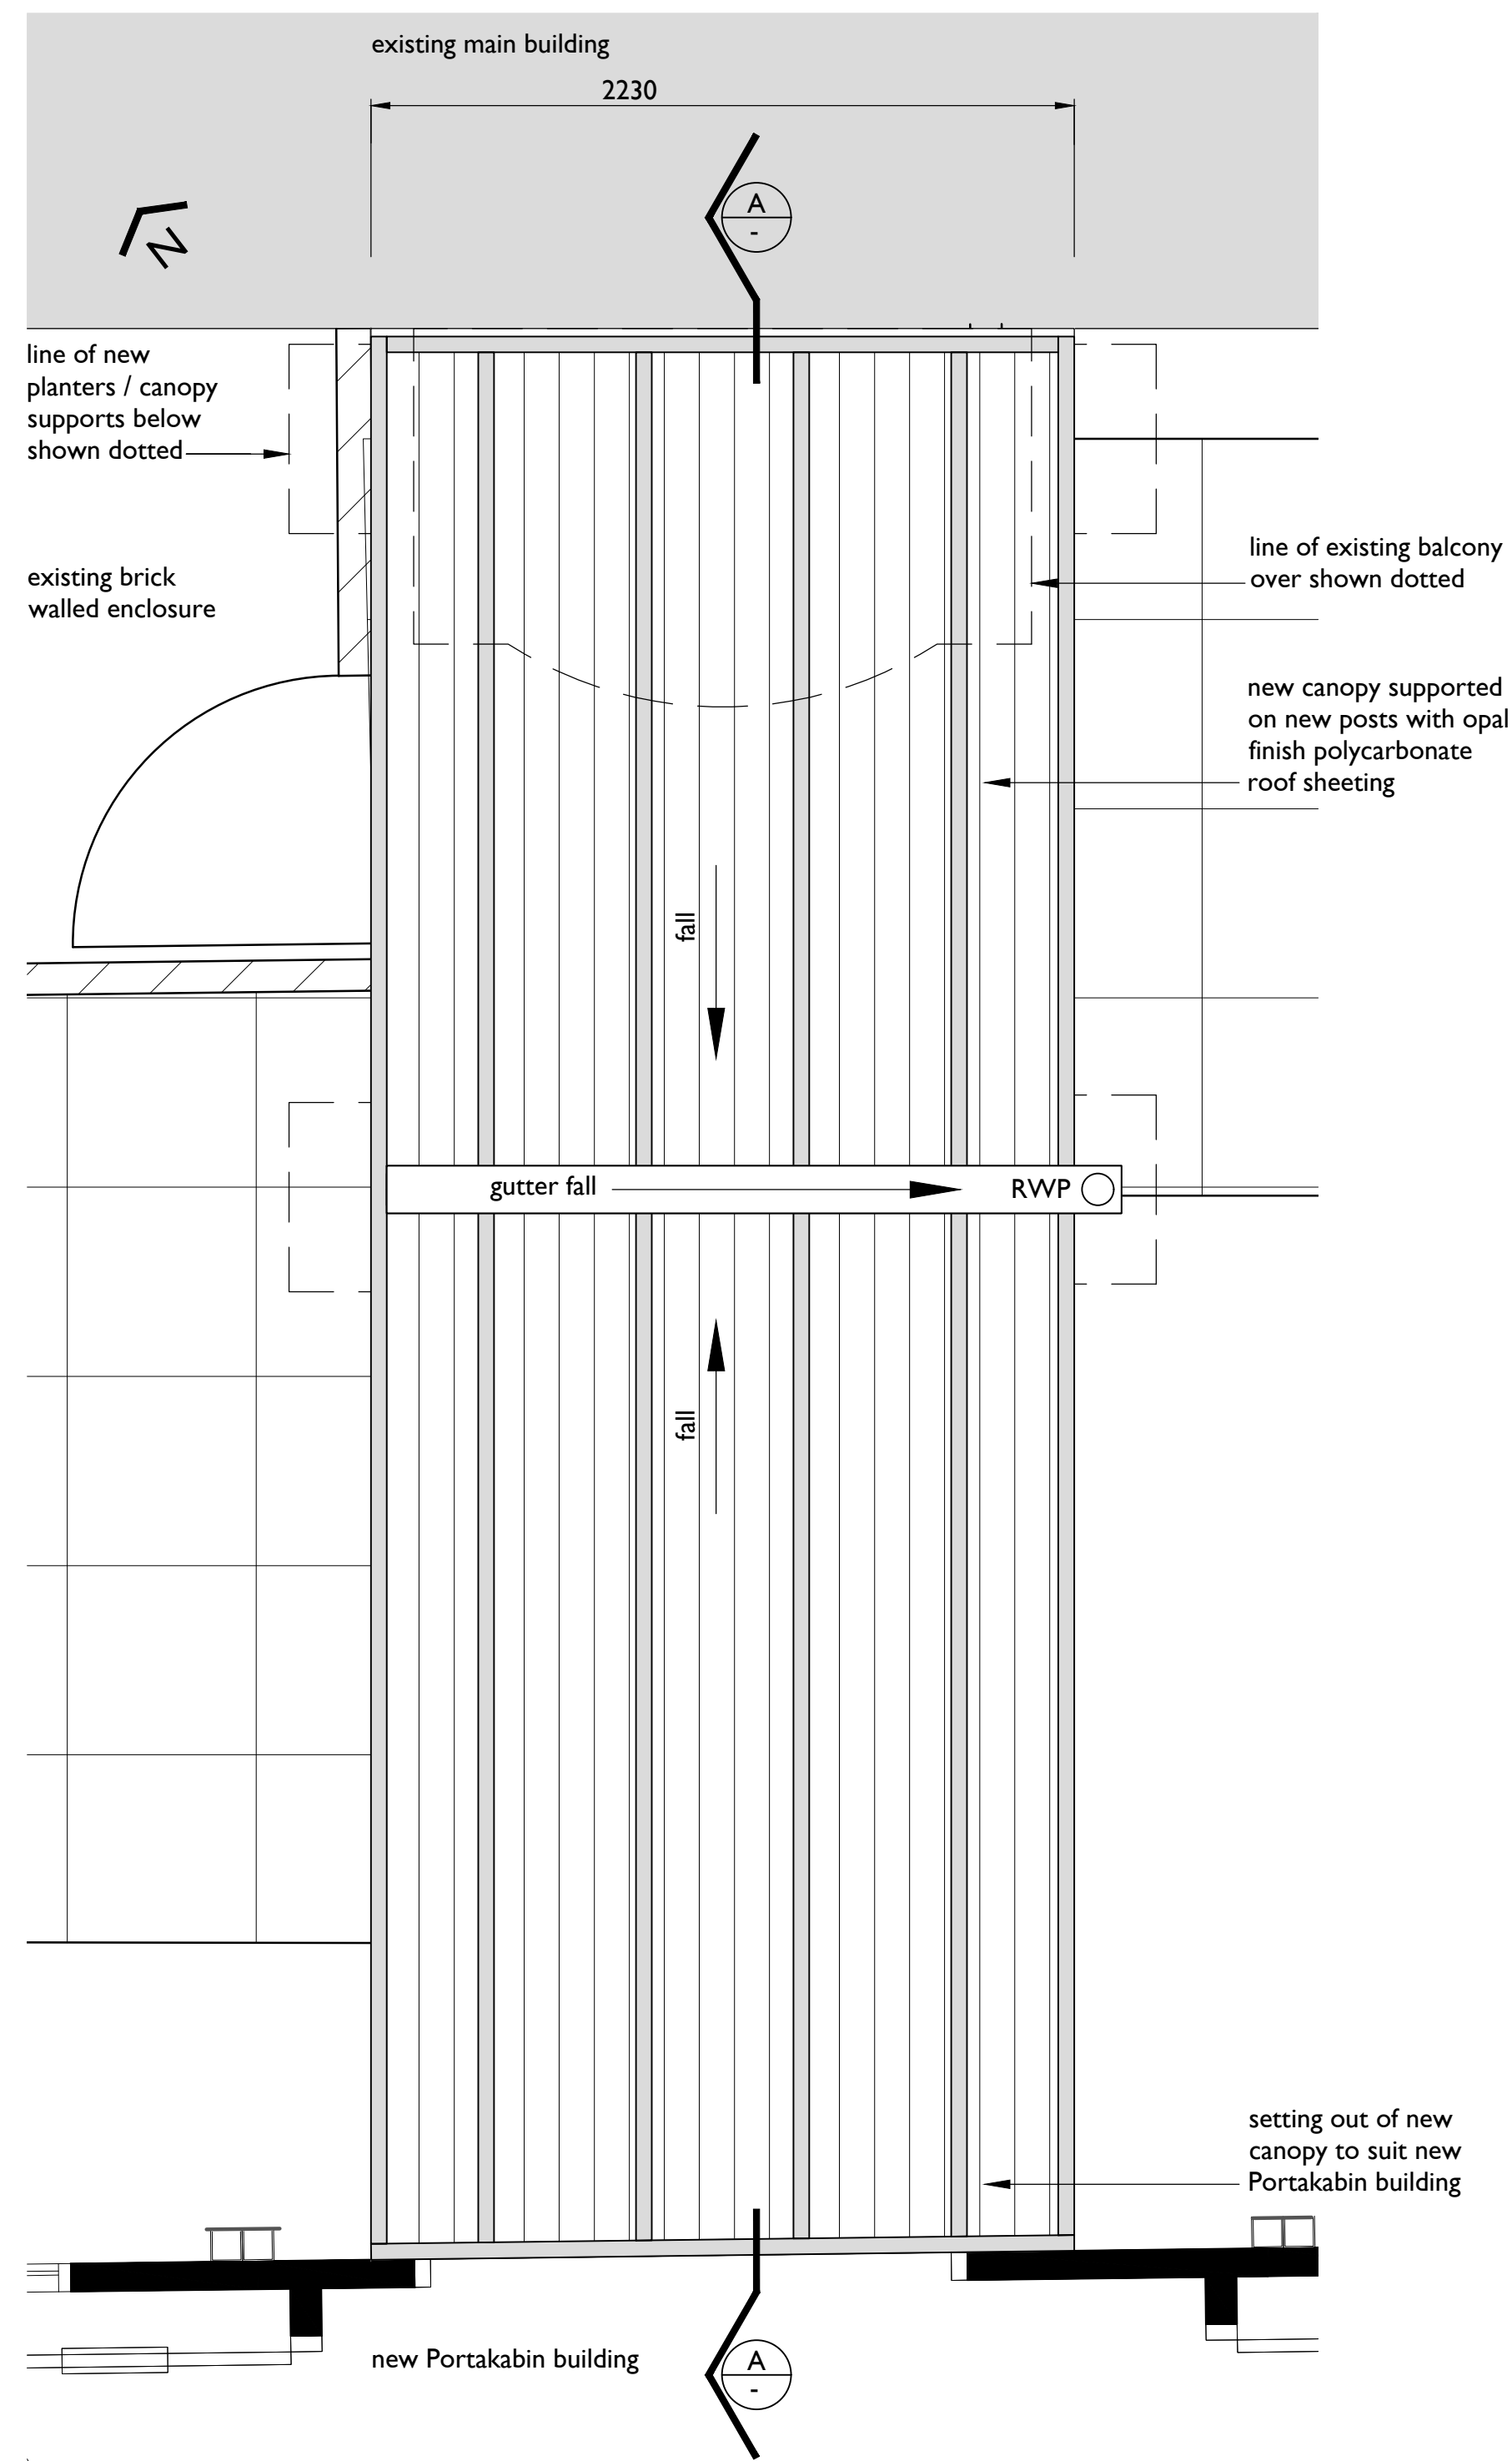 existing main building
2230
A
-
N
line of new
planters / canopy
supports below
shown dotted
existing brick
walled enclosure
line of existing balcony
over shown dotted
new canopy supported
on new posts with opal
finish polycarbonate
roof sheeting
fall
gutter fall
RWP
fall
setting out of new
canopy to suit new
Portakabin building
new Portakabin building
A
-